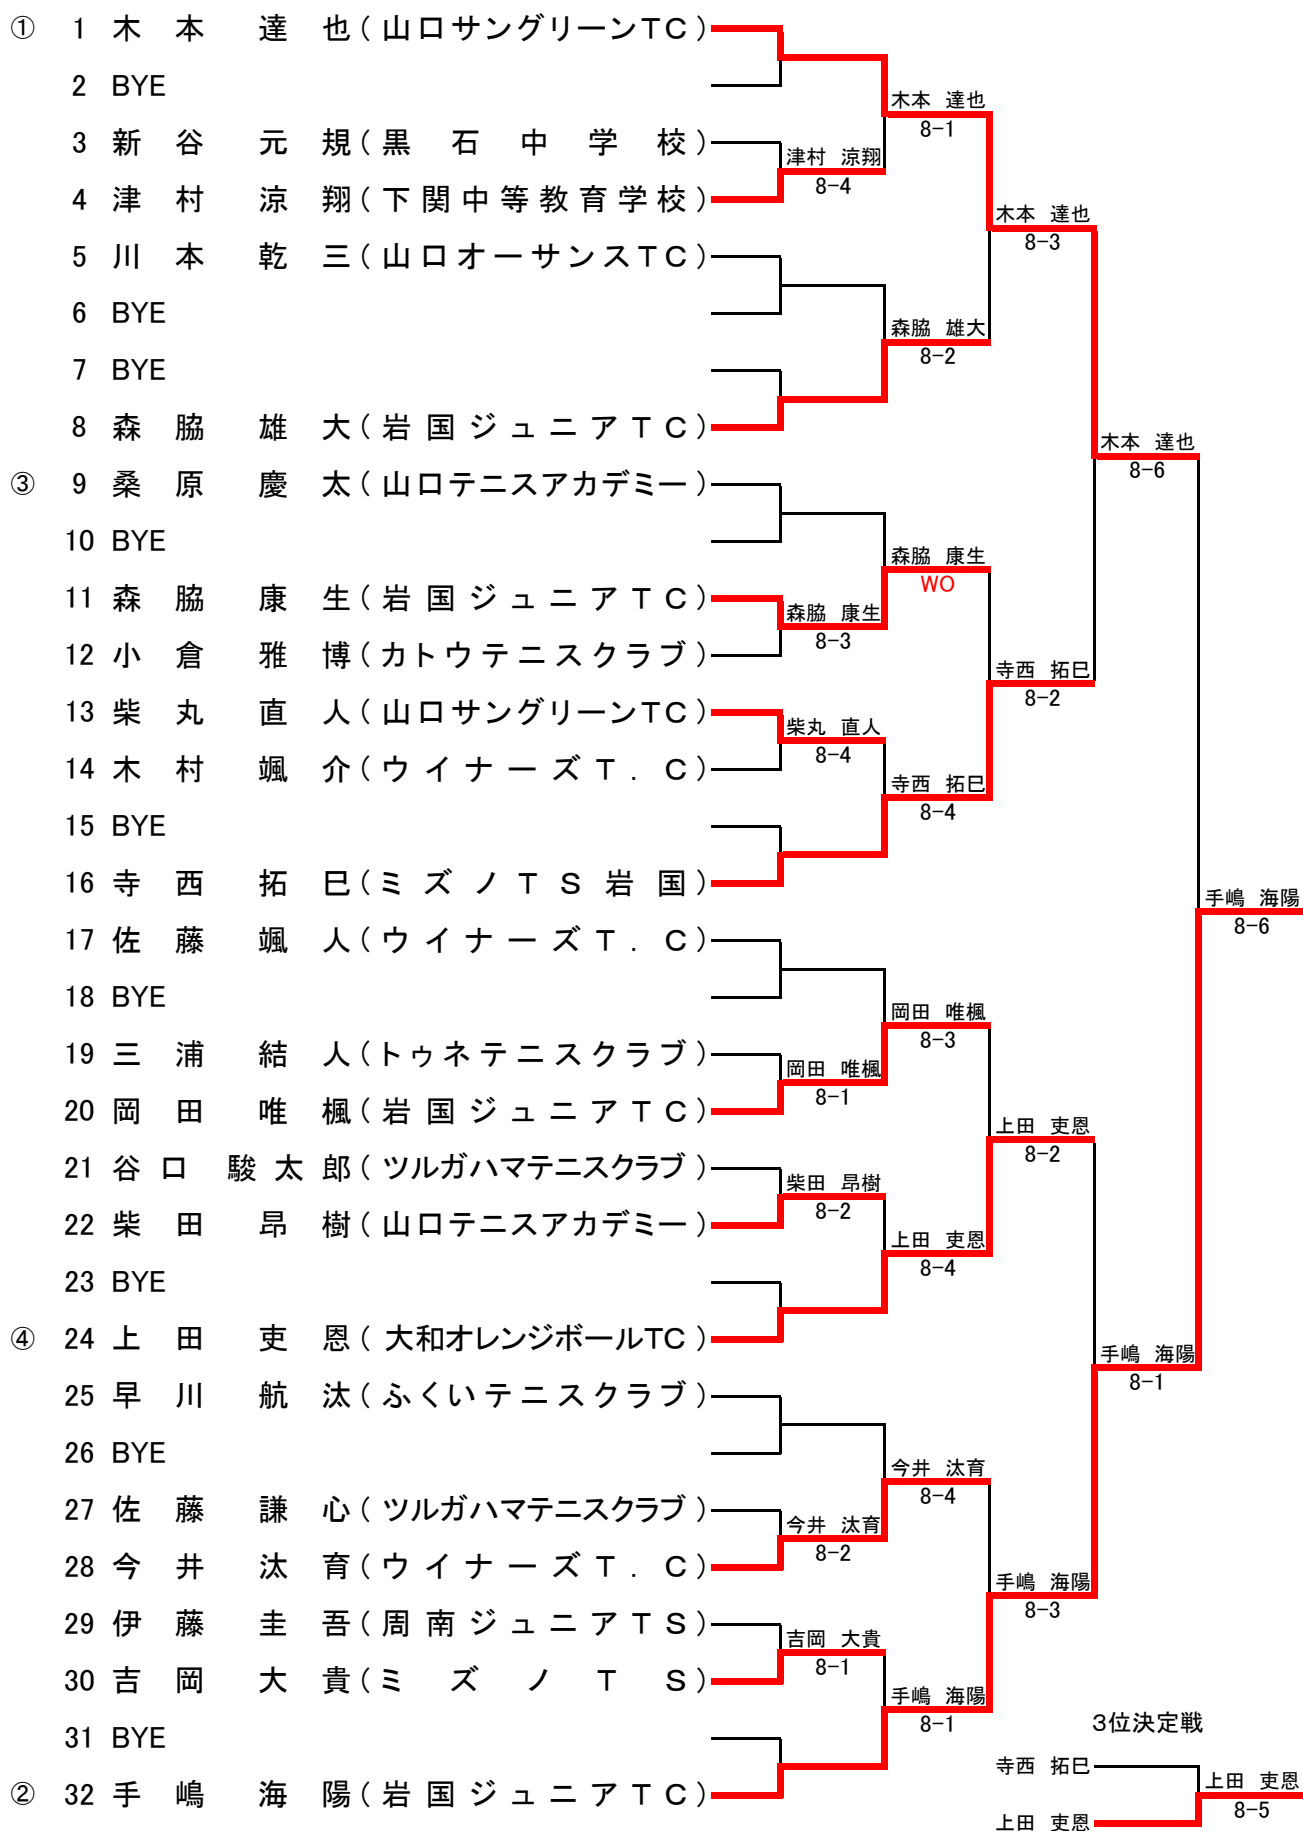 ① 1 木本 達也(山口サングリーンTC)
2 BYE
木本 達也
8-1
3 新谷 元規(黒石中学校)
津村 涼翔
8-4
4 津村 涼翔(下関中等教育学校)
木本 達也
8-3
5 川本 乾三(山口オーサンスTC)
6 BYE
森脇 雄大
8-2
7 BYE
8 森脇 雄大(岩国ジュニアTC)
木本 達也
8-6
③ 9 桑原 慶太(山口テニスアカデミー)
10 BYE
森脇 康生
WO
11 森脇 康生(岩国ジュニアTC)
森脇 康生
8-3
12 小倉 雅博(カトウテニスクラブ)
寺西 拓巳
8-2
13 柴丸 直人(山口サングリーンTC)
柴丸 直人
8-4
14 木村 颯介(ウイナーズT.C)
寺西 拓巳
8-4
15 BYE
16 寺西 拓巳(ミズノTS岩国)
手嶋 海陽
8-6
17 佐藤 颯人(ウイナーズT.C)
18 BYE
岡田 唯楓
8-3
19 三浦 結人(トゥネテニスクラブ)
岡田 唯楓
8-1
20 岡田 唯楓(岩国ジュニアTC)
上田 吏恩
8-2
21 谷口 駿太郎(ツルガハマテニスクラブ)
柴田 昂樹
8-2
22 柴田 昂樹(山口テニスアカデミー)
上田 吏恩
8-4
23 BYE
④ 24 上田 吏恩(大和オレンジボールTC)
手嶋 海陽
8-1
25 早川 航汰(ふくいテニスクラブ)
26 BYE
今井 汰育
8-4
27 佐藤 謙心(ツルガハマテニスクラブ)
今井 汰育
8-2
28 今井 汰育(ウイナーズT.C)
手嶋 海陽
8-3
29 伊藤 圭吾(周南ジュニアTS)
吉岡 大貴
8-1
30 吉岡 大貴(ミズノTS)
手嶋 海陽
8-1
31 BYE
② 32 手嶋 海陽(岩国ジュニアTC)
3位決定戦
寺西 拓巳
上田 吏恩
8-5
上田 吏恩